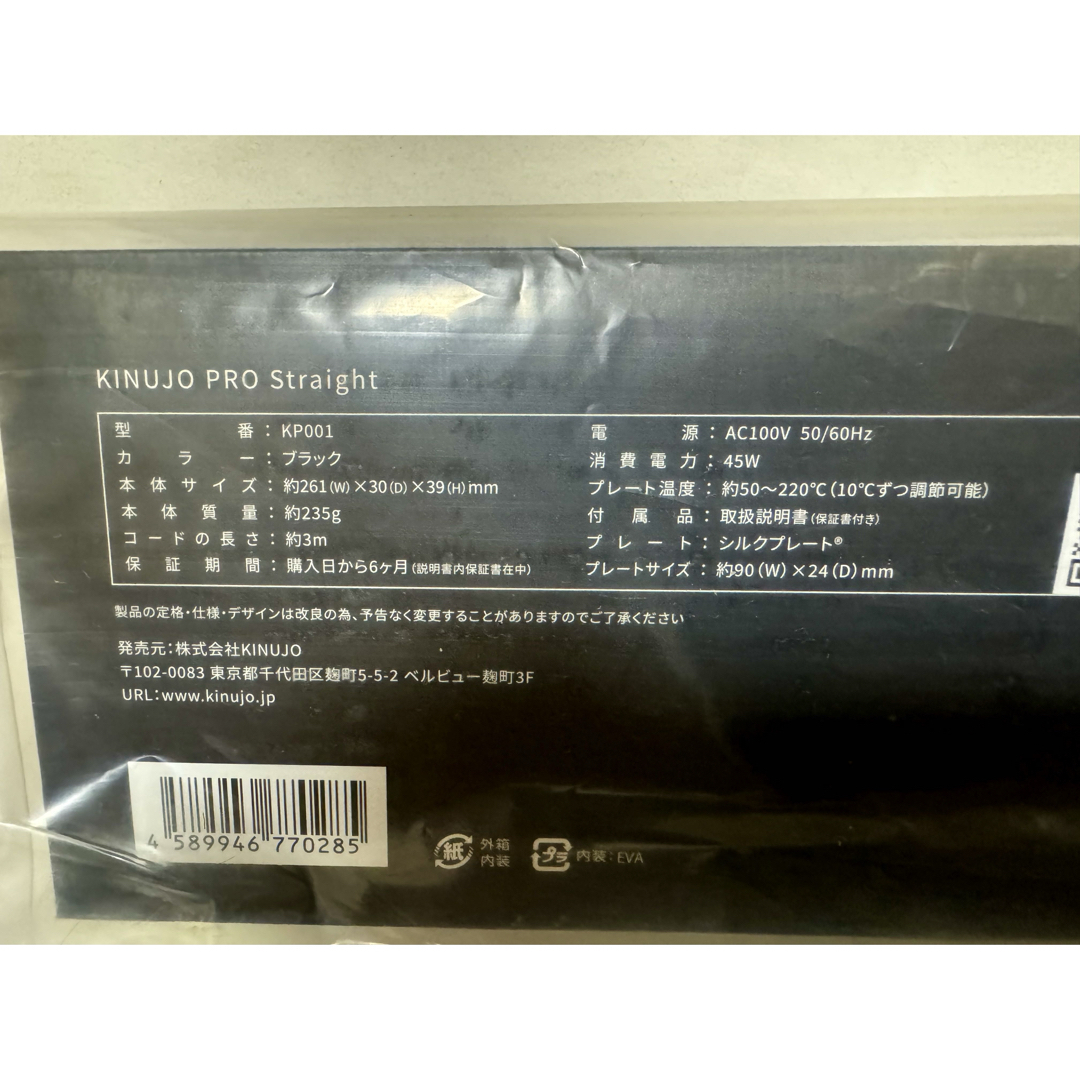 KINUJO PRO Straight
型番：KP001
カラー：ブラック
本体サイズ：約261(W)×30(D)×39(H)mm
本体質量：約235g
コードの長さ：約3m
保証期間：購入日から6ヶ月(説明書内保証書在中)
電源：AC100V 50/60Hz
消費電力：45W
プレート温度：約50〜220℃(10℃ずつ調節可能)
付属品：取扱説明書(保証書付き)
プレート：シルクプレート®
プレートサイズ：約90(W)×24(D)mm
製品の定格・仕様・デザインは改良の為、予告なく変更することがありますのでご了承ください
発売元：株式会社KINUJO
〒102-0083 東京都千代田区麹町5-5-2 ベルビュー麹町3F
URL：www.kinujo.jp
4 589946 770285
紙 外箱
内装
プラ 内装：EVA